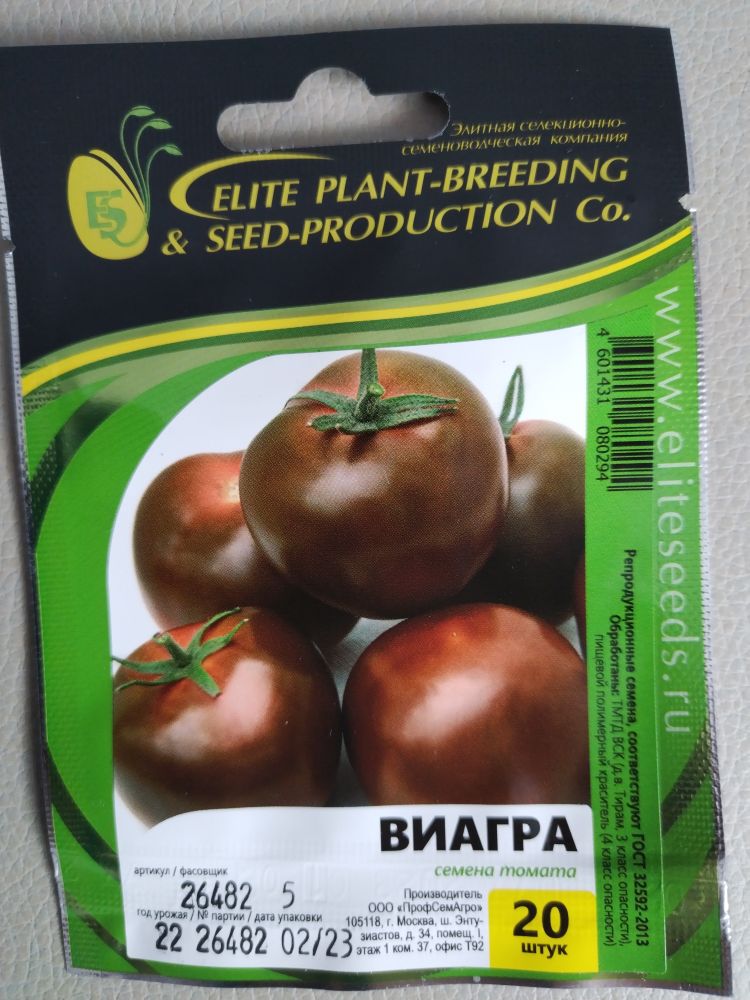 Элитная селекционно-
семеноводческая компания
ES
ELITE PLANT-BREEDING
& SEED-PRODUCTION Co.
www.eliteseeds.ru
4 601431 080294
Репродукционные семена, соответствуют ГОСТ 32592-2013
Обработаны: ТМТД ВСК (д.в. Тирам, 3 класс опасности),
пищевой полимерный краситель (4 класс опасности)
ВИАГРА
семена томата
артикул / фасовщик
26482 5
год урожая / № партии / дата упаковки
22 26482 02/23
Производитель
ООО «ПрофСемАгро»
105118, г. Москва, ш. Энту-
зиастов, д. 34, помещ. I,
этаж 1 ком. 37, офис Т92
20
штук